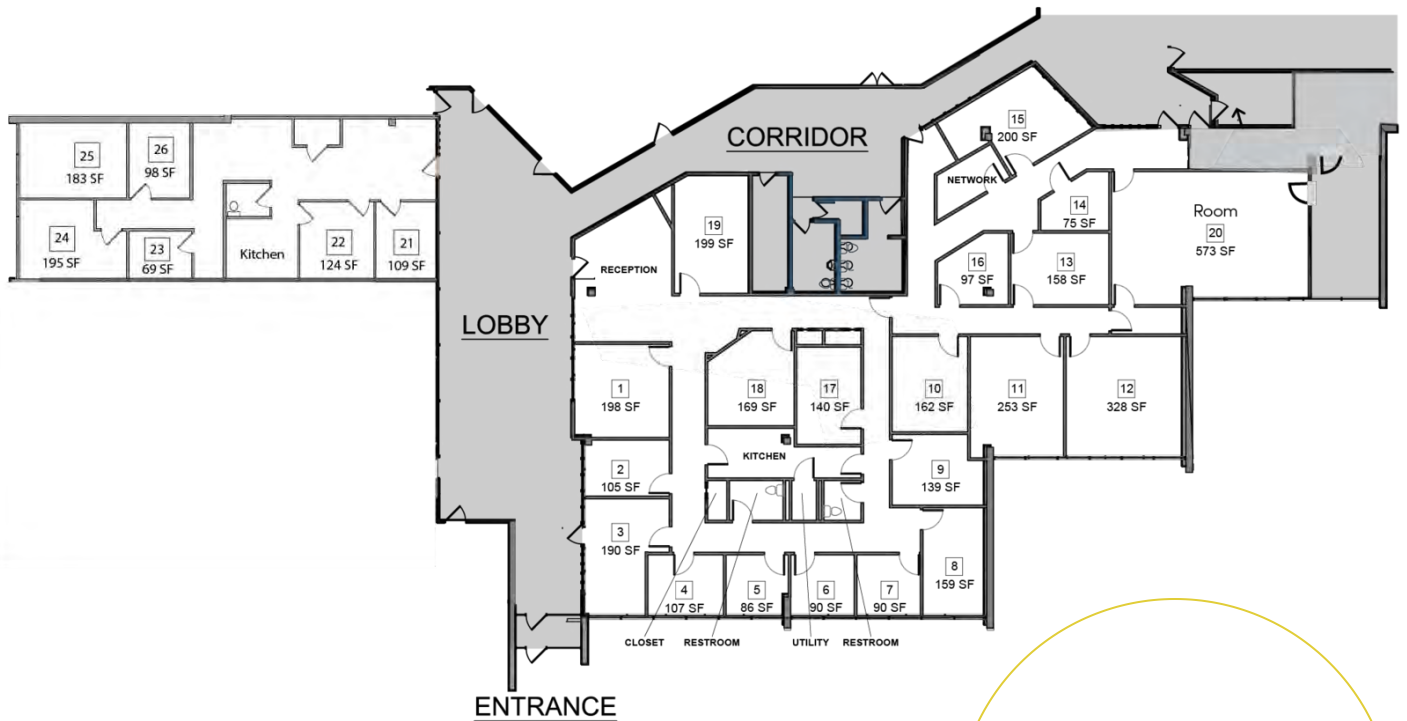 CORRIDOR
15
200 SF
25
183 SF
26
98 SF
NETWORK
14
75 SF
Room
20
573 SF
19
199 SF
24
195 SF
23
69 SF
Kitchen
22
124 SF
21
109 SF
RECEPTION
16
97 SF
13
158 SF
LOBBY
1
198 SF
18
169 SF
17
140 SF
10
162 SF
11
253 SF
12
328 SF
KITCHEN
2
105 SF
9
139 SF
3
190 SF
8
159 SF
4
107 SF
5
86 SF
6
90 SF
7
90 SF
CLOSET
RESTROOM
UTILITY
RESTROOM
ENTRANCE